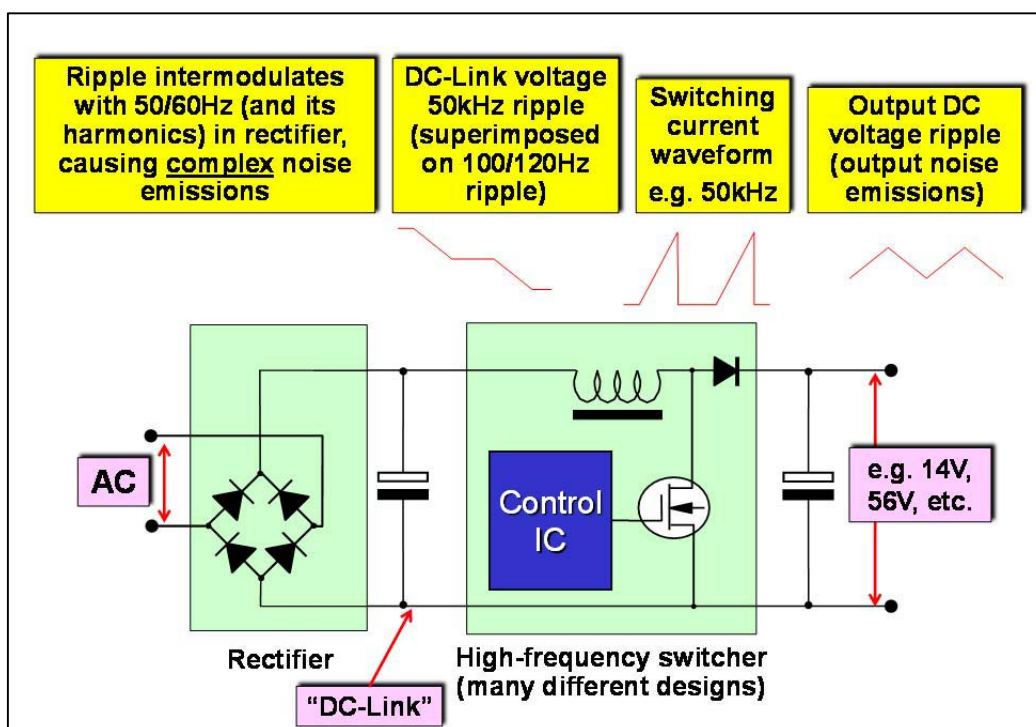 Ripple intermodulates
with 50/60Hz (and its
harmonics) in rectifier,
causing complex noise
emissions
DC-Link voltage
50kHz ripple
(superimposed
on 100/120Hz
ripple)
Switching
current
waveform
e.g. 50kHz
Output DC
voltage ripple
(output noise
emissions)
AC
Control
IC
e.g. 14V,
56V, etc.
Rectifier
High-frequency switcher
(many different designs)
“DC-Link”